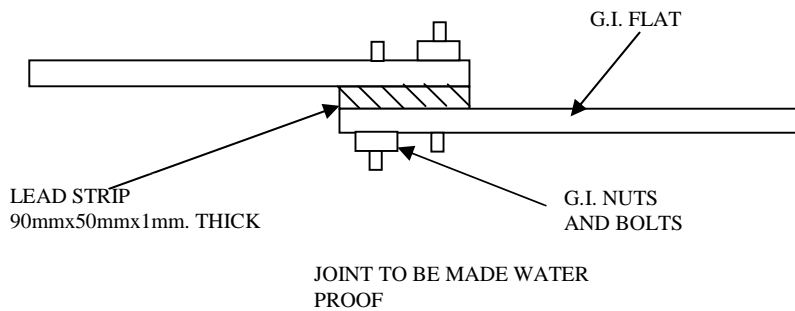 G.I. FLAT
LEAD STRIP
90mmx50mmx1mm. THICK
G.I. NUTS
AND BOLTS
JOINT TO BE MADE WATER
PROOF